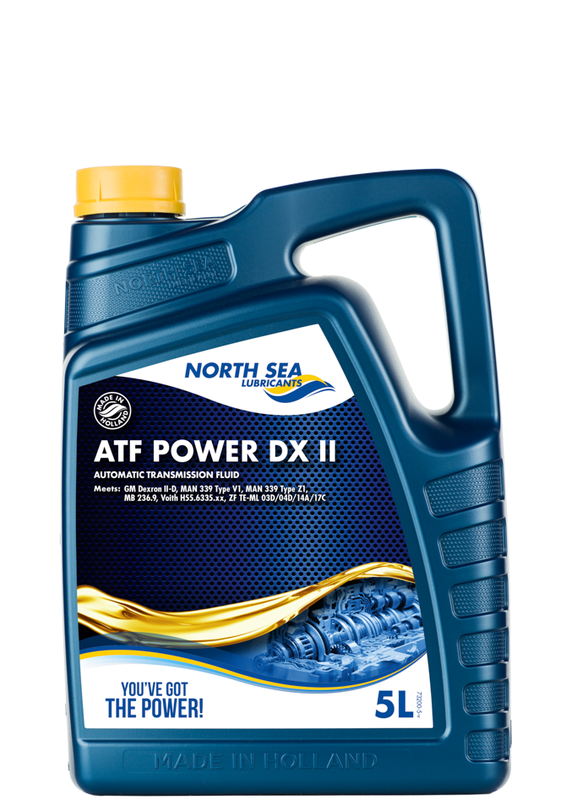 NORTH SEA
NORTH SEA
LUBRICANTS
MADE IN
HOLLAND
ATF POWER DX II
AUTOMATIC TRANSMISSION FLUID
Meets: GM Dexron II-D, MAN 339 Type V1, MAN 339 Type Z1,
MB 236.9, Voith H55.6335.xx, ZF TE-ML 03D/04D/14A/17C
YOU'VE GOT
THE POWER!
5L
MADE IN HOLLAND